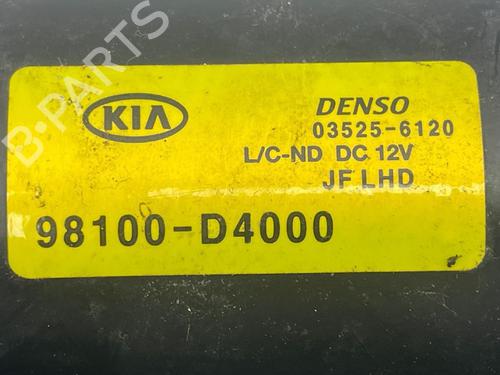 B-PARTS
KIA
DENSO
03525-6120
L/C-ND DC 12V
JF LHD
98100-D4000